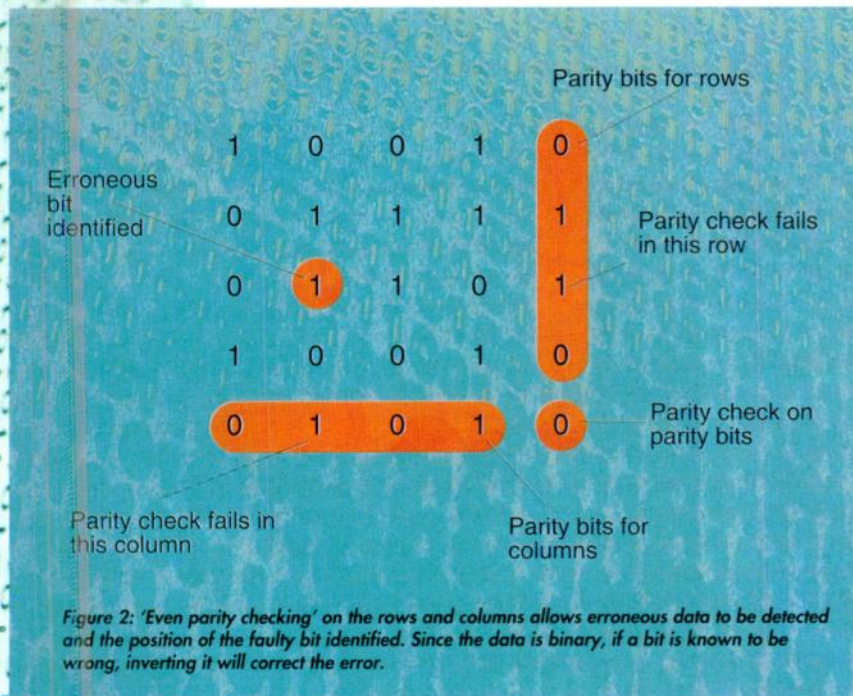 Parity bits for rows
1 0 0 1 0
Erroneous
bit
identified
0 1 1 1 1
Parity check fails
in this row
0 1 1 0 1
1 0 0 1 0
0 1 0 1 0
Parity check on
parity bits
Parity check fails in
this column
Parity bits for
columns
Figure 2: ‘Even parity checking’ on the rows and columns allows erroneous data to be detected
and the position of the faulty bit identified. Since the data is binary, if a bit is known to be
wrong, inverting it will correct the error.